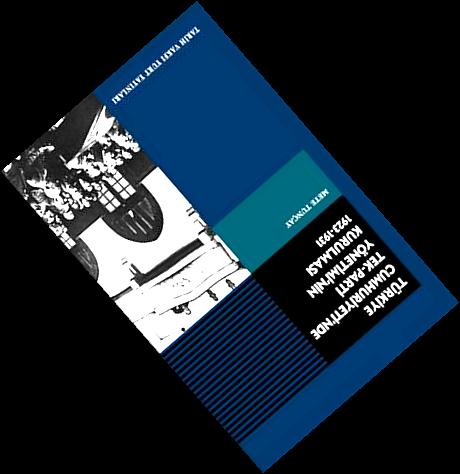 TÜRKİYE
CUMHURİYETİ'NDE
TEK-PARTİ
YÖNETİMİ'NİN
KURULMASI
1923-1931
METE TUNÇAY
TARİH VAKFI YURT YAYINLARI